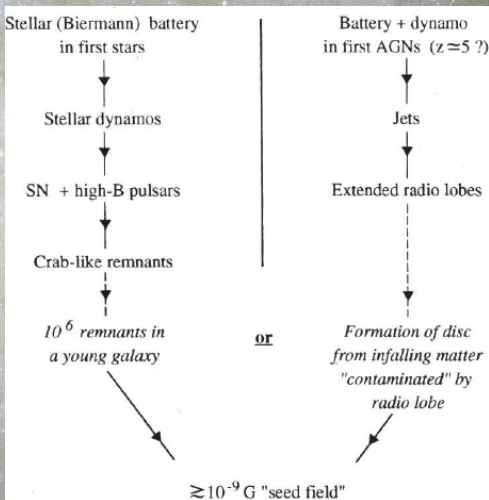 Stellar (Biermann) battery
in first stars
Stellar dynamos
SN + high-B pulsars
Crab-like remnants
10⁶ remnants in
a young galaxy
or
Battery + dynamo
in first AGNs (z≃5 ?)
Jets
Extended radio lobes
Formation of disc
from infalling matter
"contaminated" by
radio lobe
≳10⁻⁹ G "seed field"